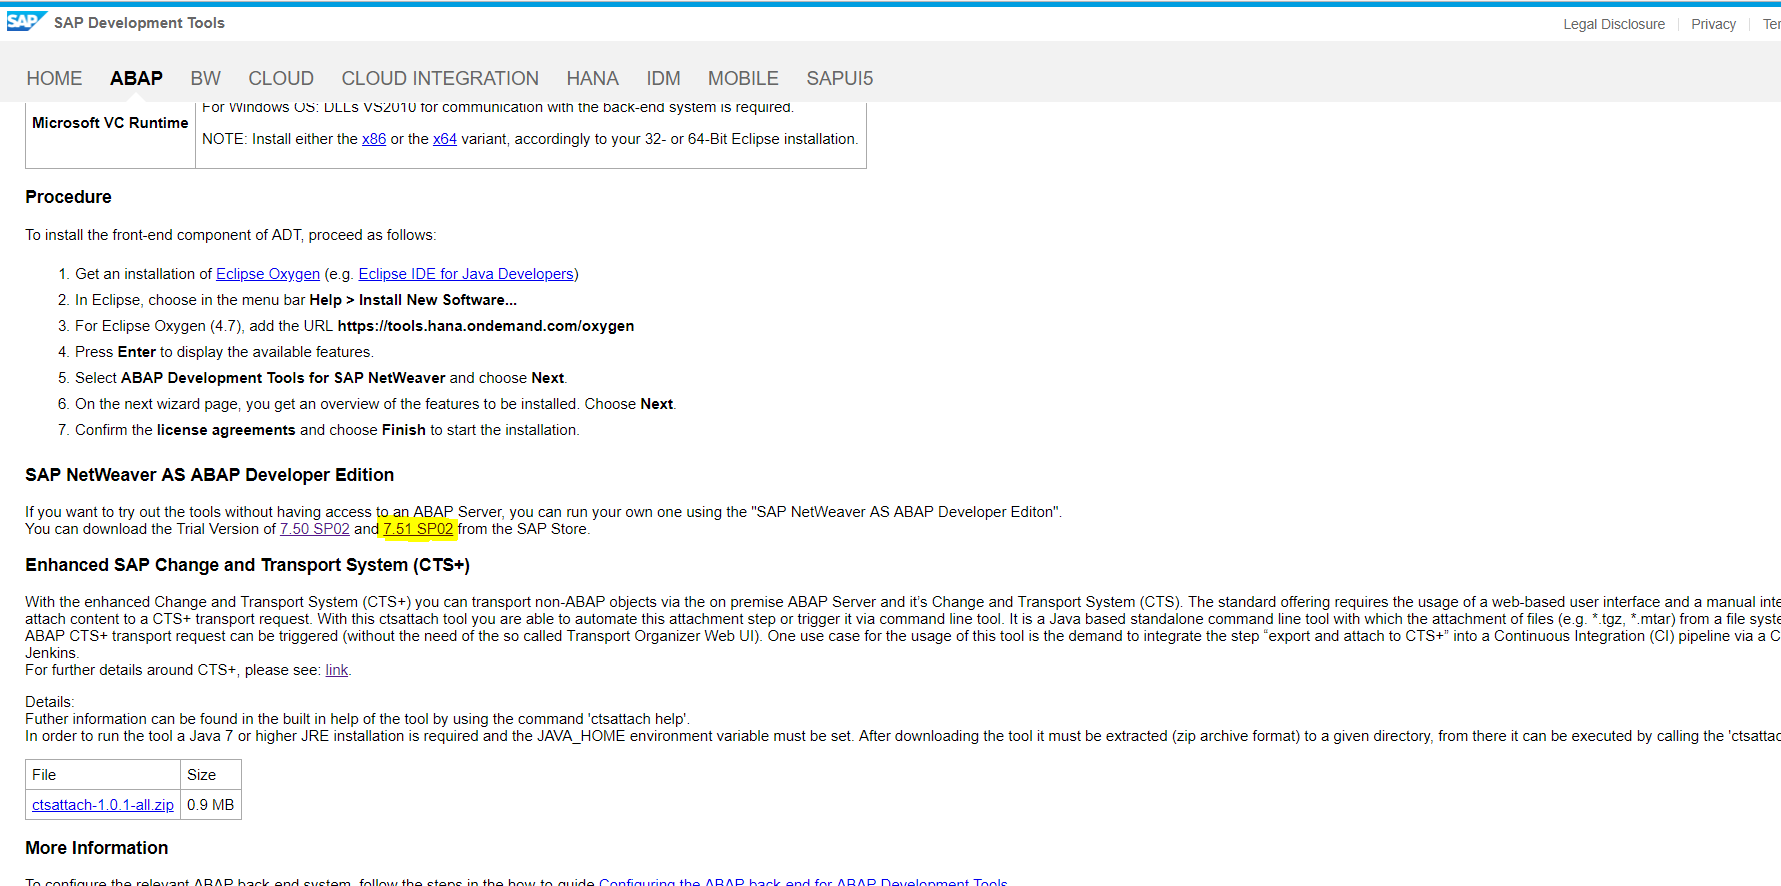 SAP SAP Development Tools
Legal Disclosure Privacy
HOME ABAP BW CLOUD CLOUD INTEGRATION HANA IDM MOBILE SAPUI5
For Windows OS: DLLs VS2010 for communication with the back-end system is required.
Microsoft VC Runtime
NOTE: Install either the x86 or the x64 variant, accordingly to your 32- or 64-Bit Eclipse installation.
Procedure
To install the front-end component of ADT, proceed as follows:
1. Get an installation of Eclipse Oxygen (e.g. Eclipse IDE for Java Developers)
2. In Eclipse, choose in the menu bar Help > Install New Software...
3. For Eclipse Oxygen (4.7), add the URL https://tools.hana.ondemand.com/oxygen
4. Press Enter to display the available features.
5. Select ABAP Development Tools for SAP NetWeaver and choose Next.
6. On the next wizard page, you get an overview of the features to be installed. Choose Next.
7. Confirm the license agreements and choose Finish to start the installation.
SAP NetWeaver AS ABAP Developer Edition
If you want to try out the tools without having access to an ABAP Server, you can run your own one using the "SAP NetWeaver AS ABAP Developer Editon".
You can download the Trial Version of 7.50 SP02 and 7.51 SP02 from the SAP Store.
Enhanced SAP Change and Transport System (CTS+)
With the enhanced Change and Transport System (CTS+) you can transport non-ABAP objects via the on premise ABAP Server and it's Change and Transport System (CTS). The standard offering requires the usage of a web-based user interface and a manual
attach content to a CTS+ transport request. With this ctsattach tool you are able to automate this attachment step or trigger it via command line tool. It is a Java based standalone command line tool with which the attachment of files (e.g. *.tgz, *.mtar) from a file
ABAP CTS+ transport request can be triggered (without the need of the so called Transport Organizer Web UI). One use case for the usage of this tool is the demand to integrate the step “export and attach to CTS+” into a Continuous Integration (CI) pipeline via a
Jenkins.
For further details around CTS+, please see: link.
Details:
Futher information can be found in the built in help of the tool by using the command 'ctsattach help'.
In order to run the tool a Java 7 or higher JRE installation is required and the JAVA_HOME environment variable must be set. After downloading the tool it must be extracted (zip archive format) to a given directory, from there it can be executed by calling the
File Size
ctsattach-1.0.1-all.zip 0.9 MB
More Information
To configure the relevant ABAP back end system, follow the steps in the how to guide Configuring the ABAP back end for ABAP Development Tools